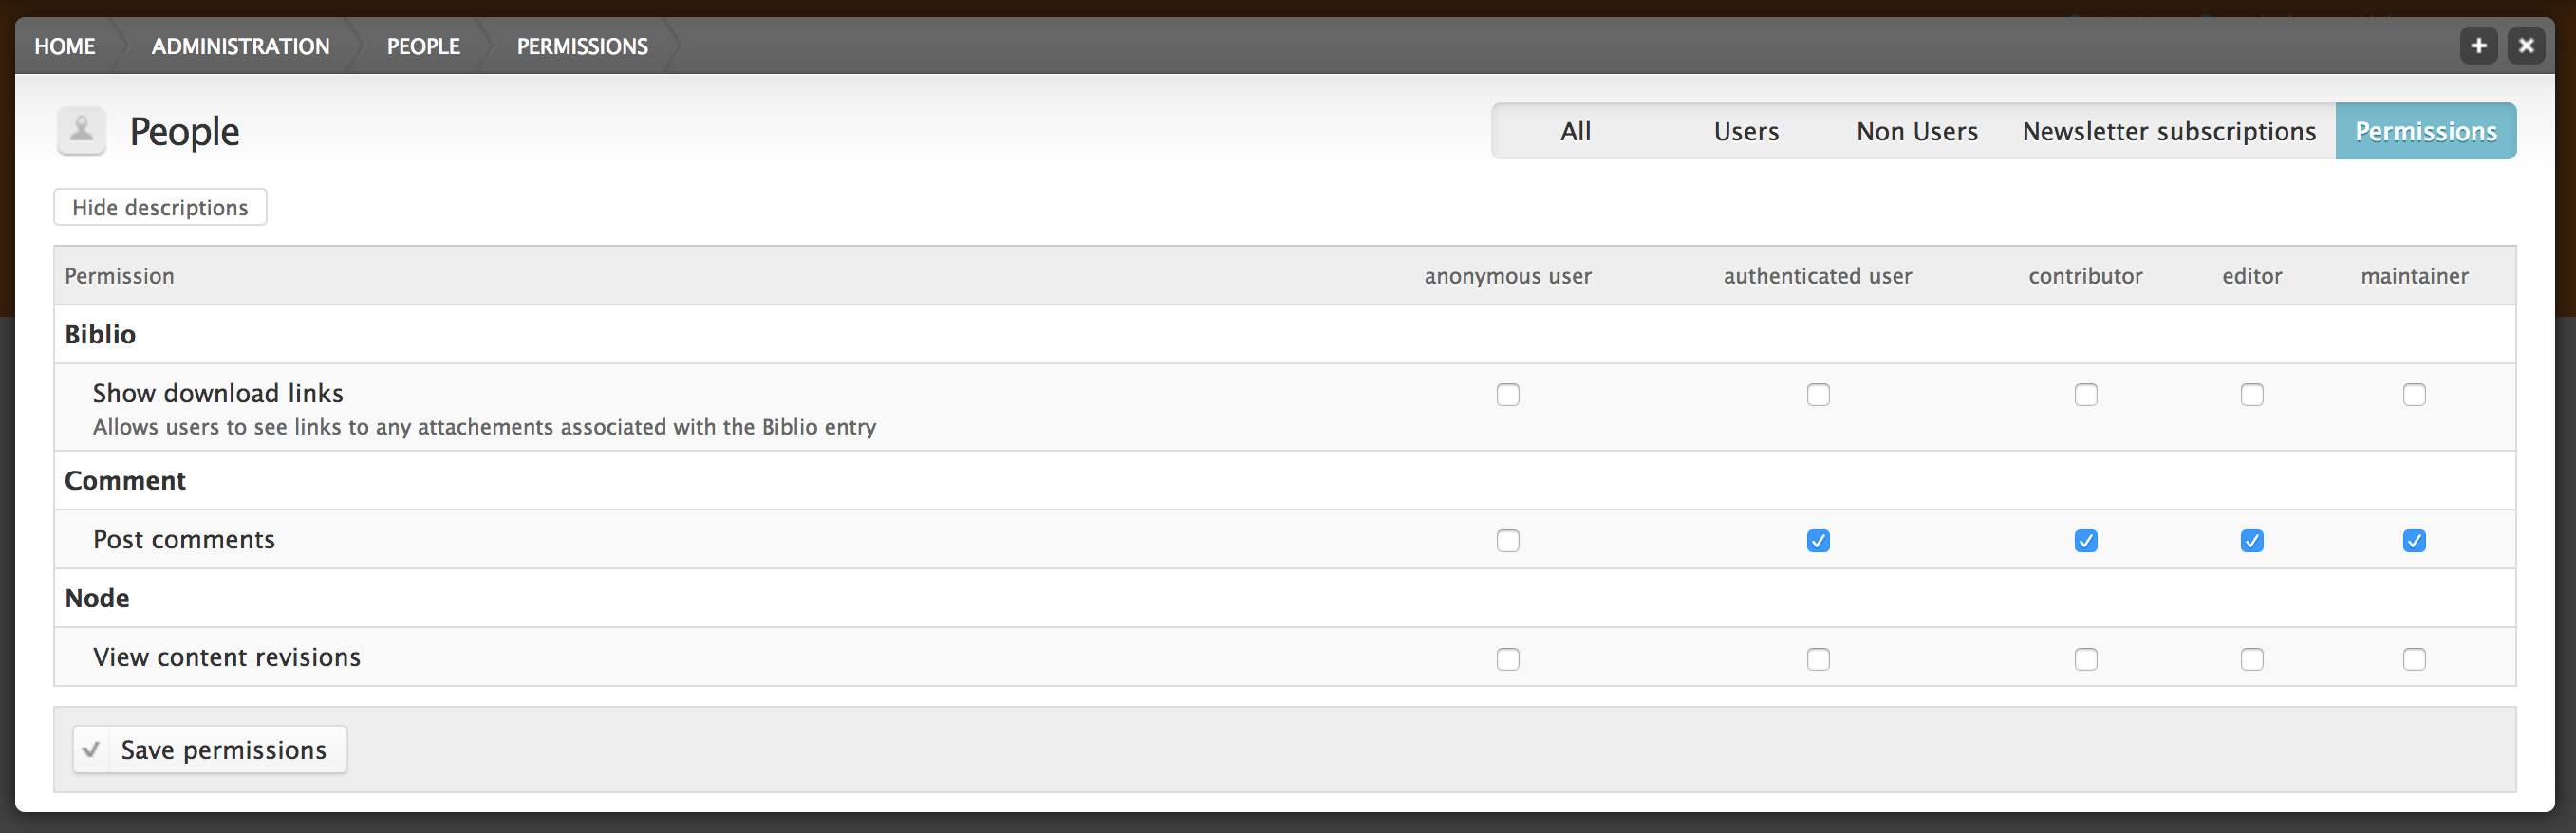 HOME ADMINISTRATION PEOPLE PERMISSIONS
People
All Users Non Users Newsletter subscriptions Permissions
Hide descriptions
Permission anonymous user authenticated user contributor editor maintainer
Biblio
Show download links
Allows users to see links to any attachements associated with the Biblio entry
Comment
Post comments
Node
View content revisions
Save permissions